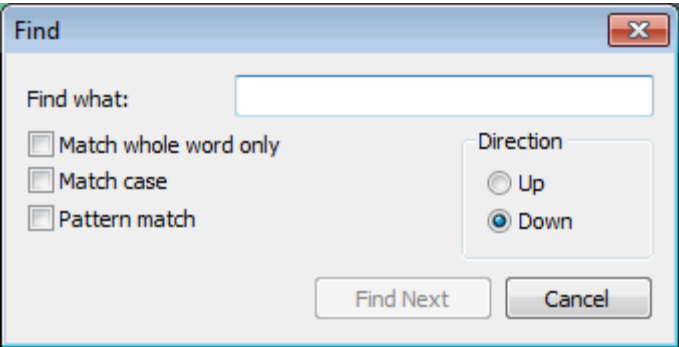 Find
Find what:
Match whole word only
Match case
Pattern match
Direction
Up
Down
Find Next
Cancel